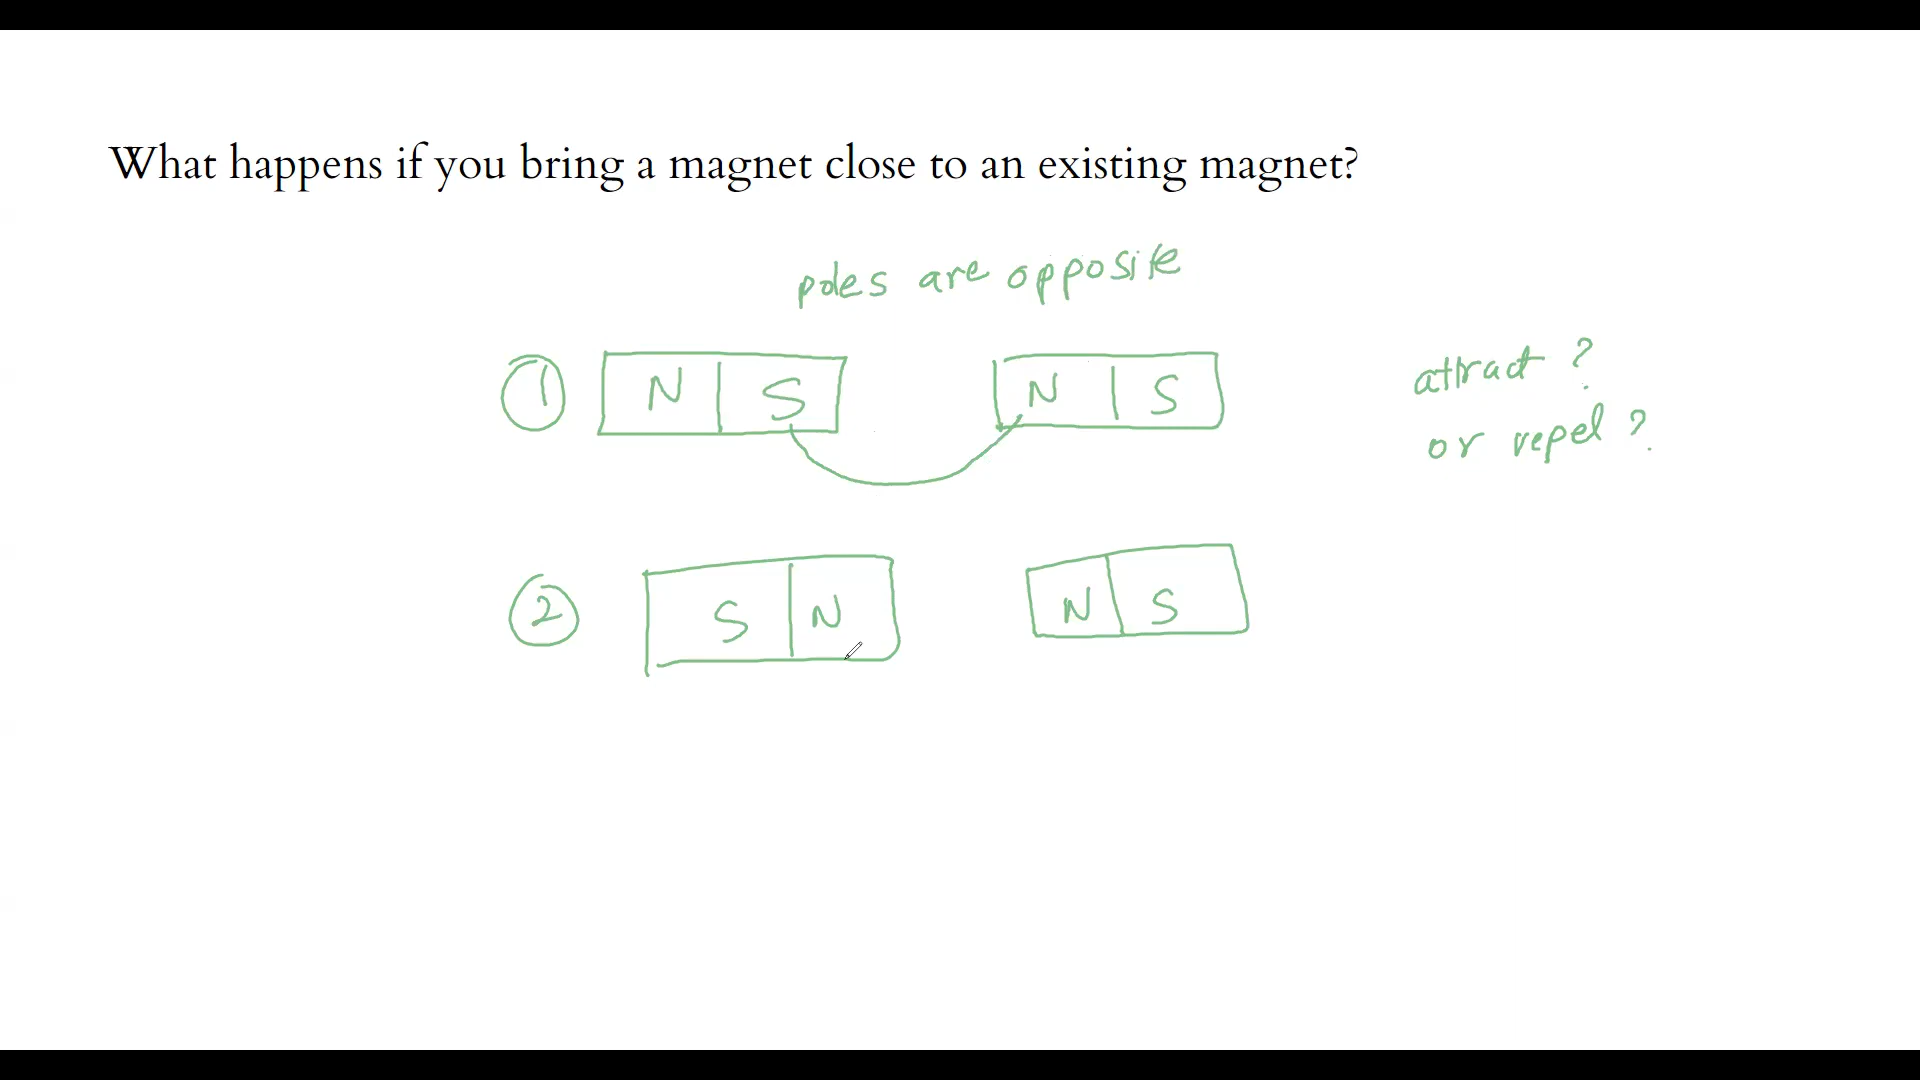 What happens if you bring a magnet close to an existing magnet?
poles are opposite
1 N S N S
attract ?
or repel ?
2 S N N S